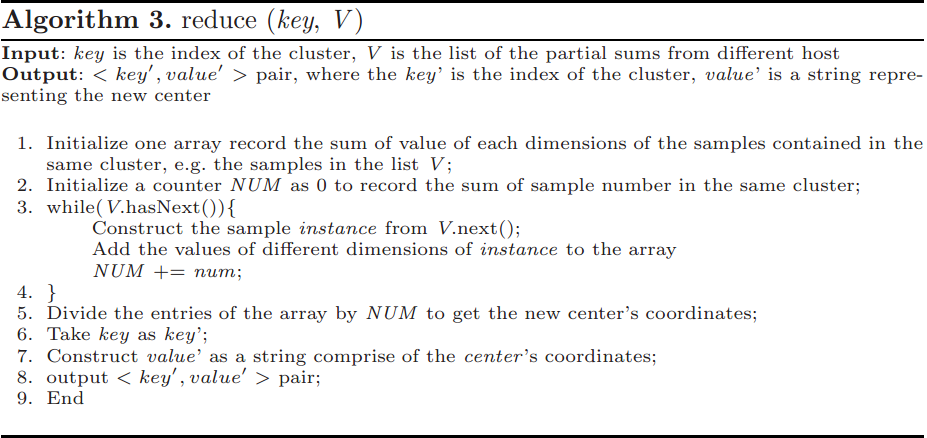 Algorithm 3. reduce (key, V)
Input: key is the index of the cluster, V is the list of the partial sums from different host
Output: < key′, value′ > pair, where the key’ is the index of the cluster, value’ is a string repre-
senting the new center
1. Initialize one array record the sum of value of each dimensions of the samples contained in the
same cluster, e.g. the samples in the list V;
2. Initialize a counter NUM as 0 to record the sum of sample number in the same cluster;
3. while(V.hasNext()){
Construct the sample instance from V.next();
Add the values of different dimensions of instance to the array
NUM += num;
4. }
5. Divide the entries of the array by NUM to get the new center’s coordinates;
6. Take key as key’;
7. Construct value’ as a string comprise of the center’s coordinates;
8. output < key′, value′ > pair;
9. End